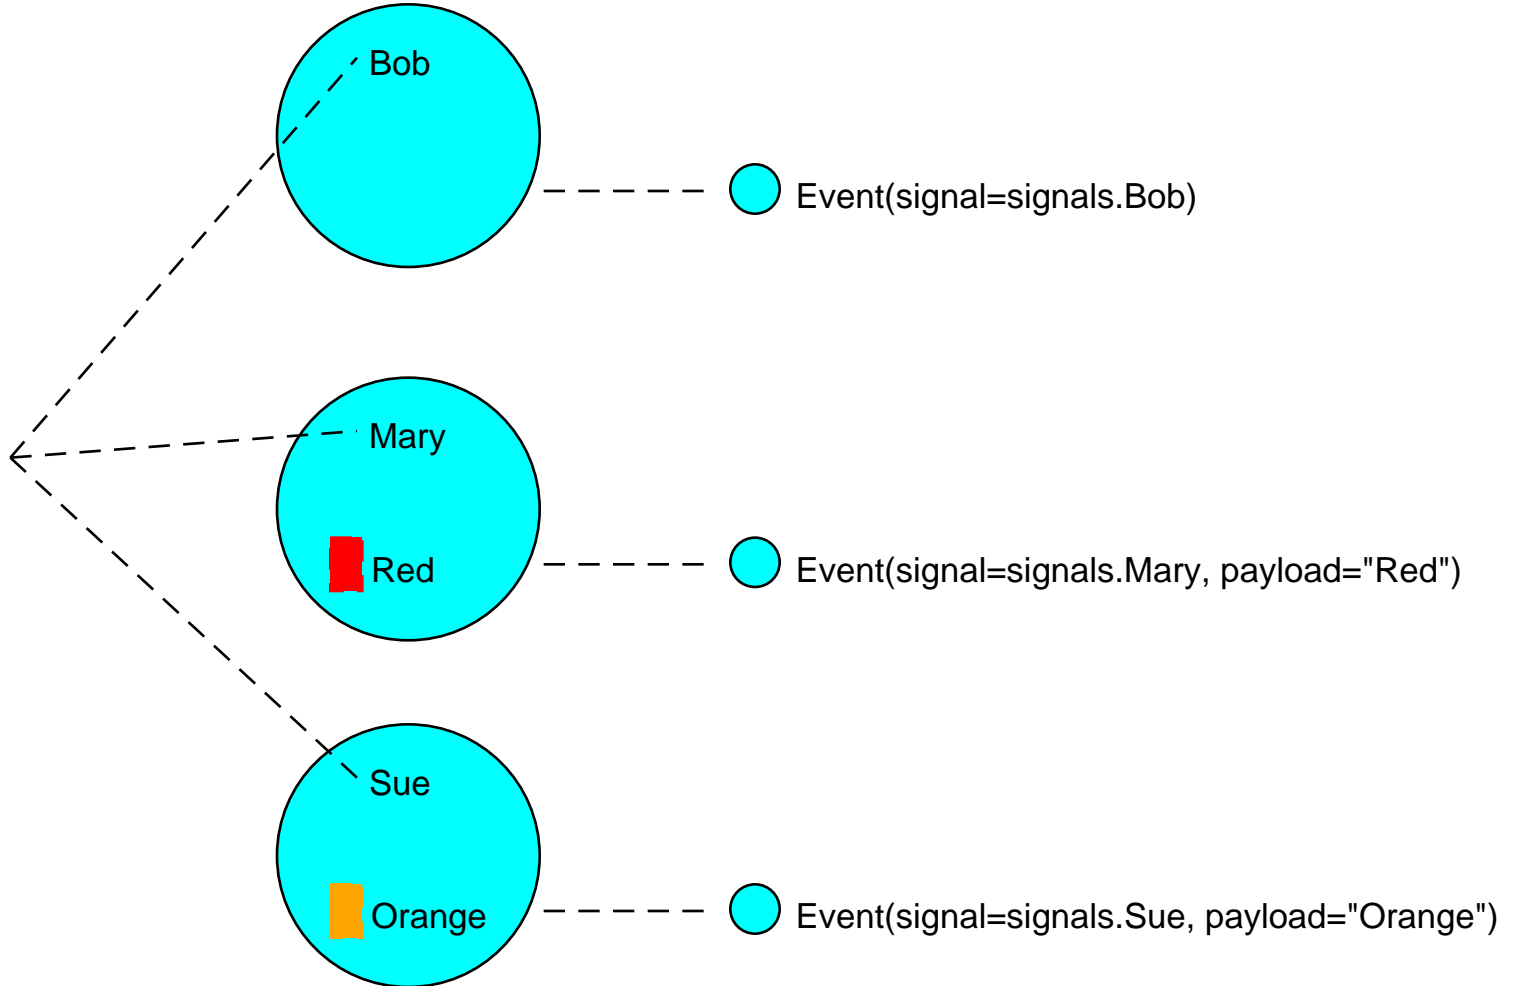 Bob
Event(signal=signals.Bob)
Mary
Red
Event(signal=signals.Mary, payload="Red")
Sue
Orange
Event(signal=signals.Sue, payload="Orange")